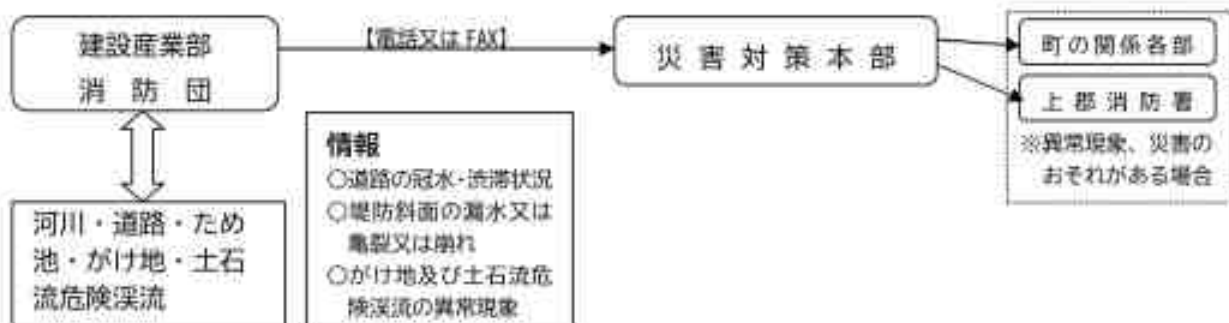 建設産業部
消防団
【電話又は FAX】
災害対策本部
町の関係各部
上郡消防署
※異常現象、災害の
おそれがある場合
情報
○道路の冠水・渋滞状況
○堤防斜面の漏水又は
亀裂又は崩れ
○がけ地及び土石流危
険渓流の異常現象
河川・道路・ため
池・がけ地・土石
流危険渓流